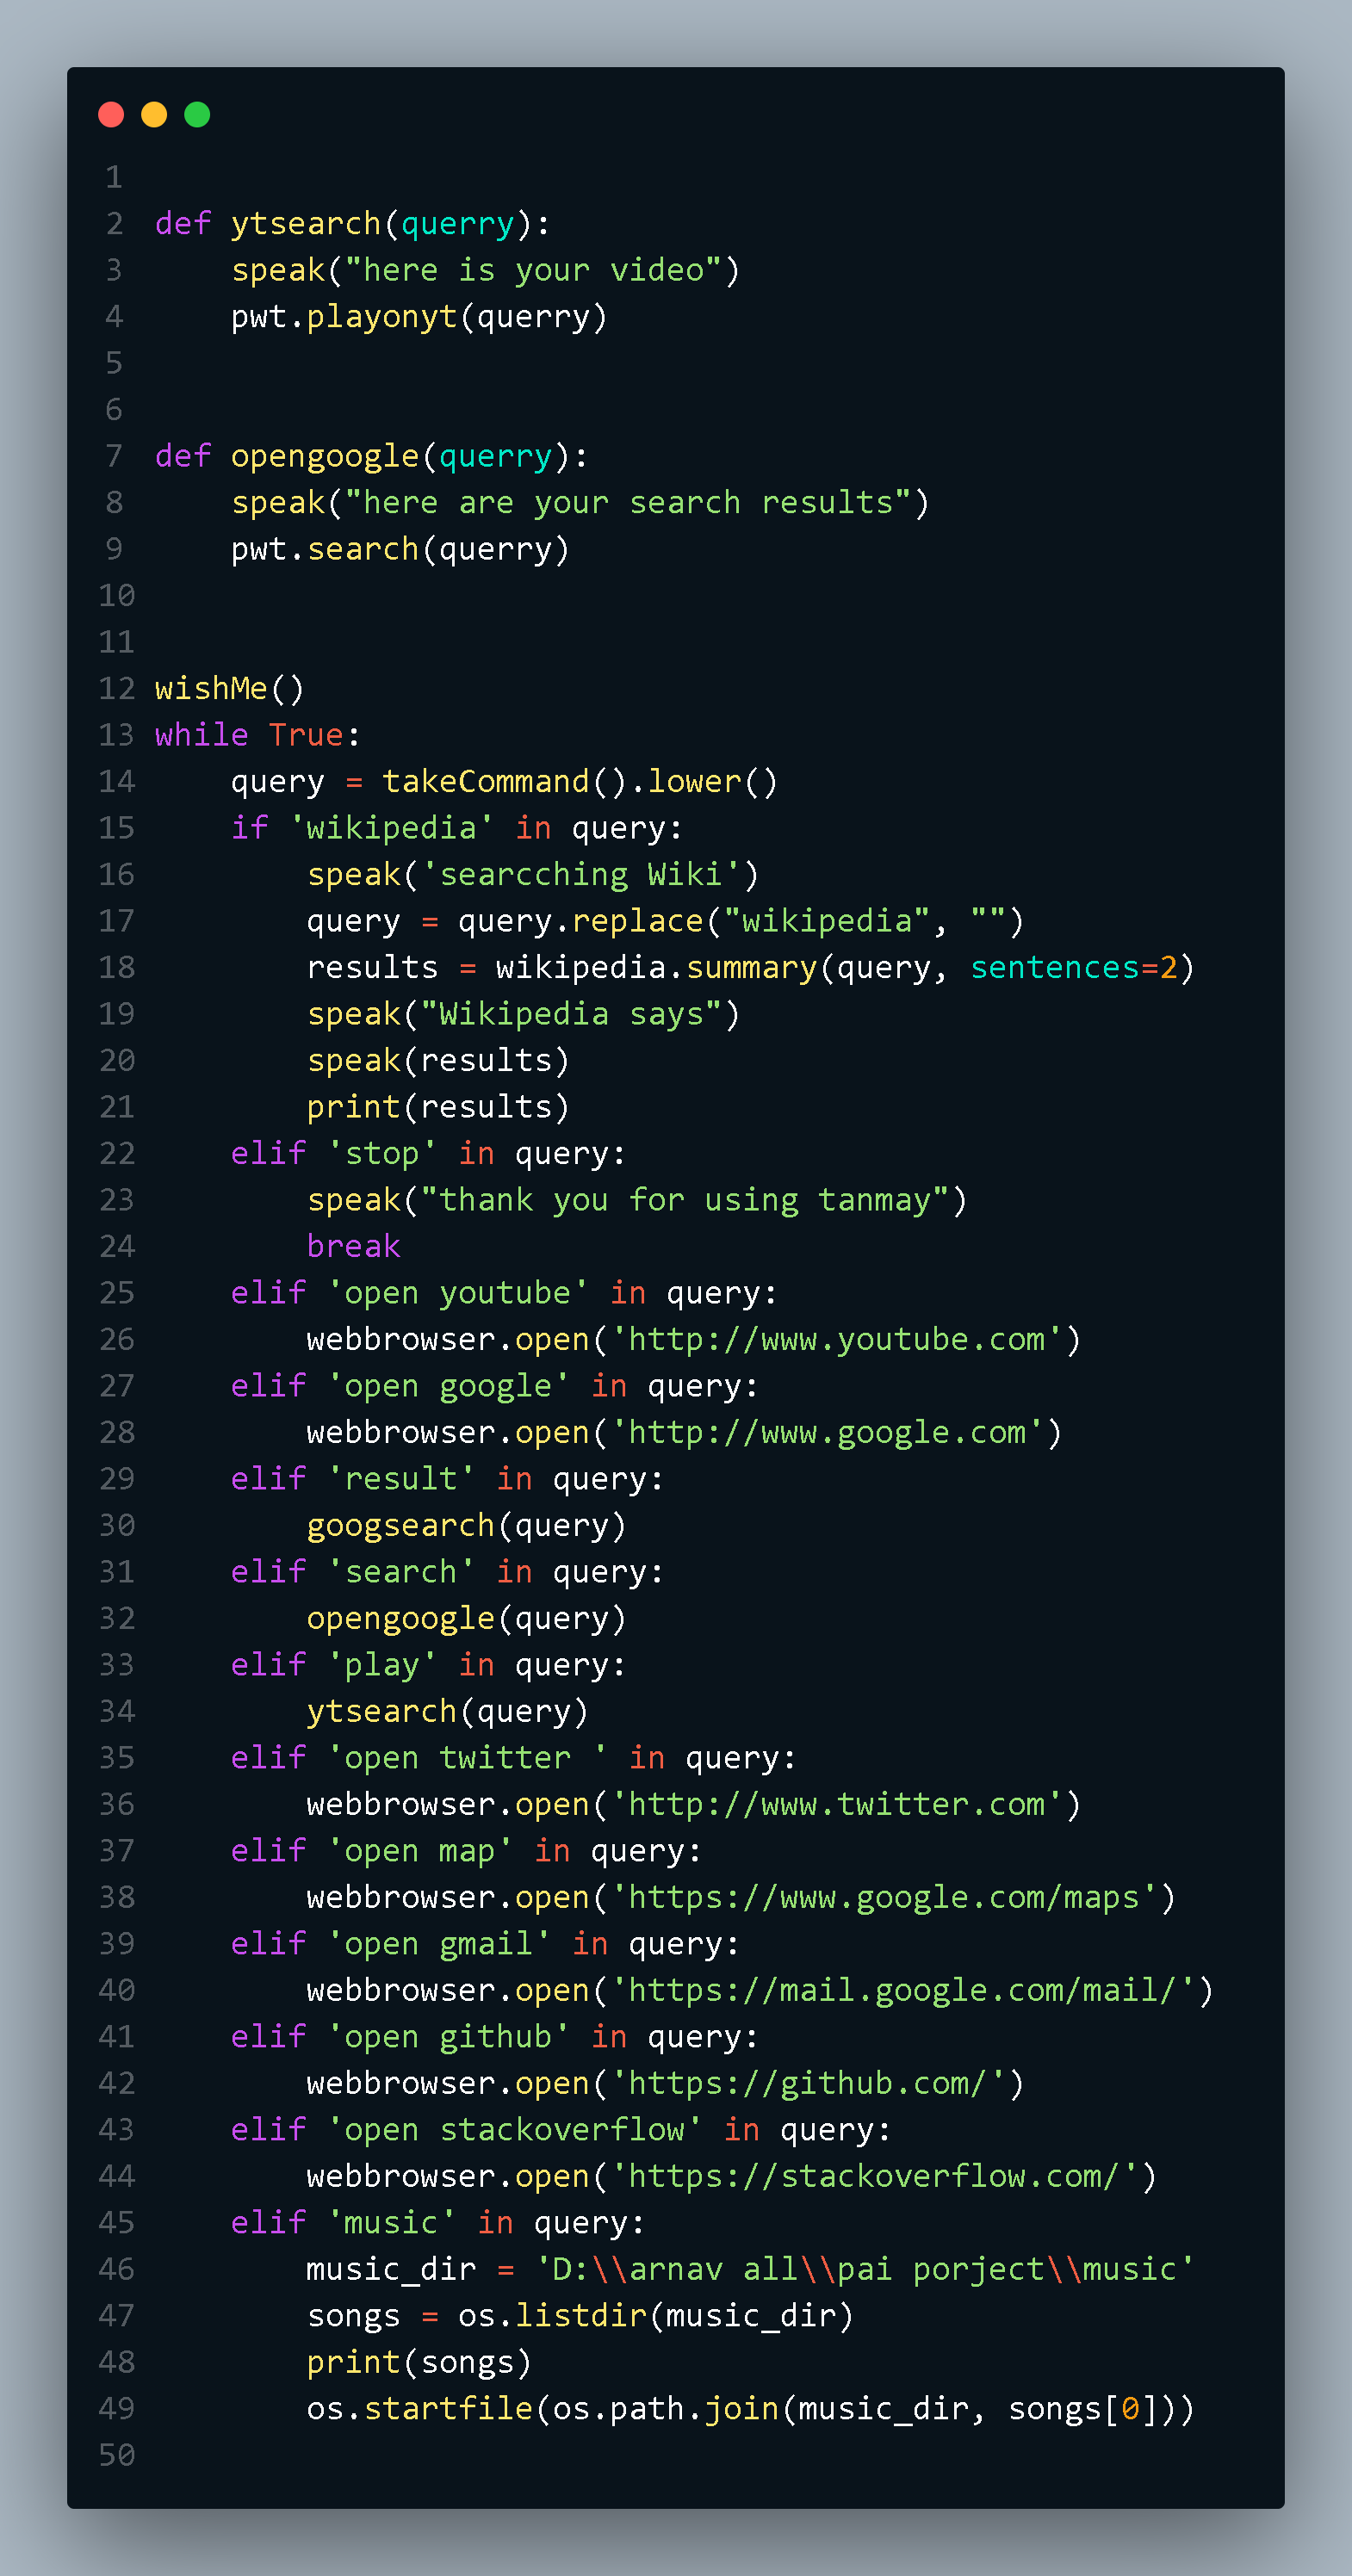 1
2 def ytsearch(querry):
3     speak("here is your video")
4     pwt.playonyt(querry)
5
6
7 def opengoogle(querry):
8     speak("here are your search results")
9     pwt.search(querry)
10
11
12 wishMe()
13 while True:
14     query = takeCommand().lower()
15     if 'wikipedia' in query:
16         speak('searcching Wiki')
17         query = query.replace("wikipedia", "")
18         results = wikipedia.summary(query, sentences=2)
19         speak("Wikipedia says")
20         speak(results)
21         print(results)
22     elif 'stop' in query:
23         speak("thank you for using tanmay")
24         break
25     elif 'open youtube' in query:
26         webbrowser.open('http://www.youtube.com')
27     elif 'open google' in query:
28         webbrowser.open('http://www.google.com')
29     elif 'result' in query:
30         googsearch(query)
31     elif 'search' in query:
32         opengoogle(query)
33     elif 'play' in query:
34         ytsearch(query)
35     elif 'open twitter ' in query:
36         webbrowser.open('http://www.twitter.com')
37     elif 'open map' in query:
38         webbrowser.open('https://www.google.com/maps')
39     elif 'open gmail' in query:
40         webbrowser.open('https://mail.google.com/mail/')
41     elif 'open github' in query:
42         webbrowser.open('https://github.com/')
43     elif 'open stackoverflow' in query:
44         webbrowser.open('https://stackoverflow.com/')
45     elif 'music' in query:
46         music_dir = 'D:\\arnav all\\pai porject\\music'
47         songs = os.listdir(music_dir)
48         print(songs)
49         os.startfile(os.path.join(music_dir, songs[0]))
50